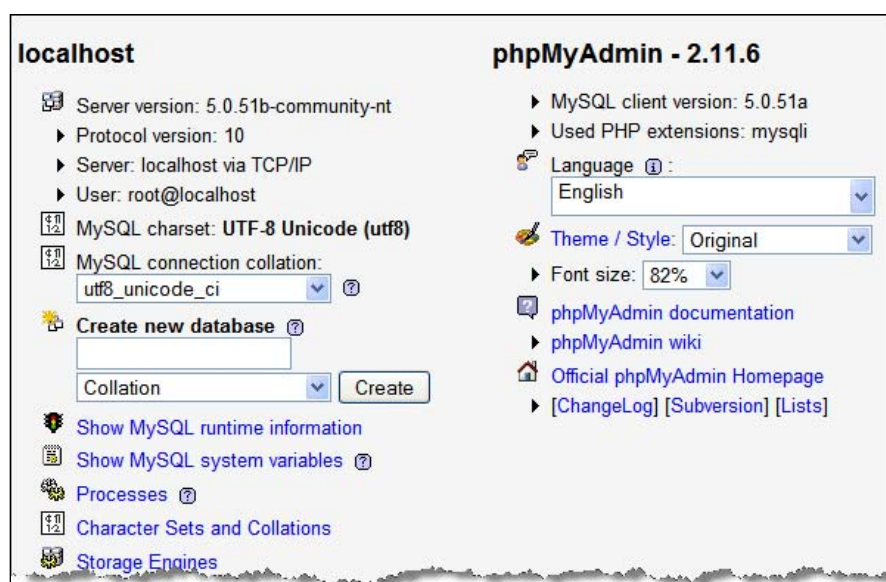 localhost
Server version: 5.0.51b-community-nt
Protocol version: 10
Server: localhost via TCP/IP
User: root@localhost
MySQL charset: UTF-8 Unicode (utf8)
MySQL connection collation:
utf8_unicode_ci
Create new database
Collation
Create
Show MySQL runtime information
Show MySQL system variables
Processes
Character Sets and Collations
Storage Engines
phpMyAdmin - 2.11.6
MySQL client version: 5.0.51a
Used PHP extensions: mysqli
Language :
English
Theme / Style: Original
Font size: 82%
phpMyAdmin documentation
phpMyAdmin wiki
Official phpMyAdmin Homepage
[ChangeLog] [Subversion] [Lists]